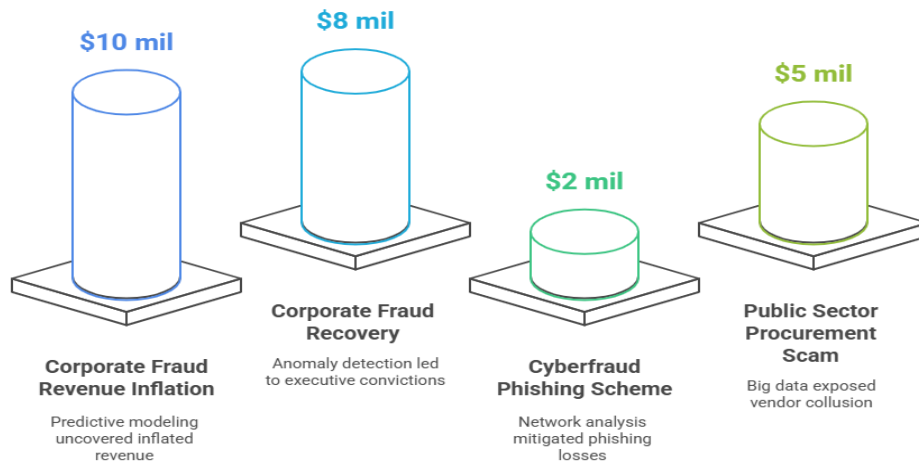 $10 mil
Corporate Fraud
Revenue Inflation
Predictive modeling
uncovered inflated
revenue
$8 mil
Corporate Fraud
Recovery
Anomaly detection led
to executive convictions
$2 mil
Cyberfraud
Phishing Scheme
Network analysis
mitigated phishing
losses
$5 mil
Public Sector
Procurement
Scam
Big data exposed
vendor collusion